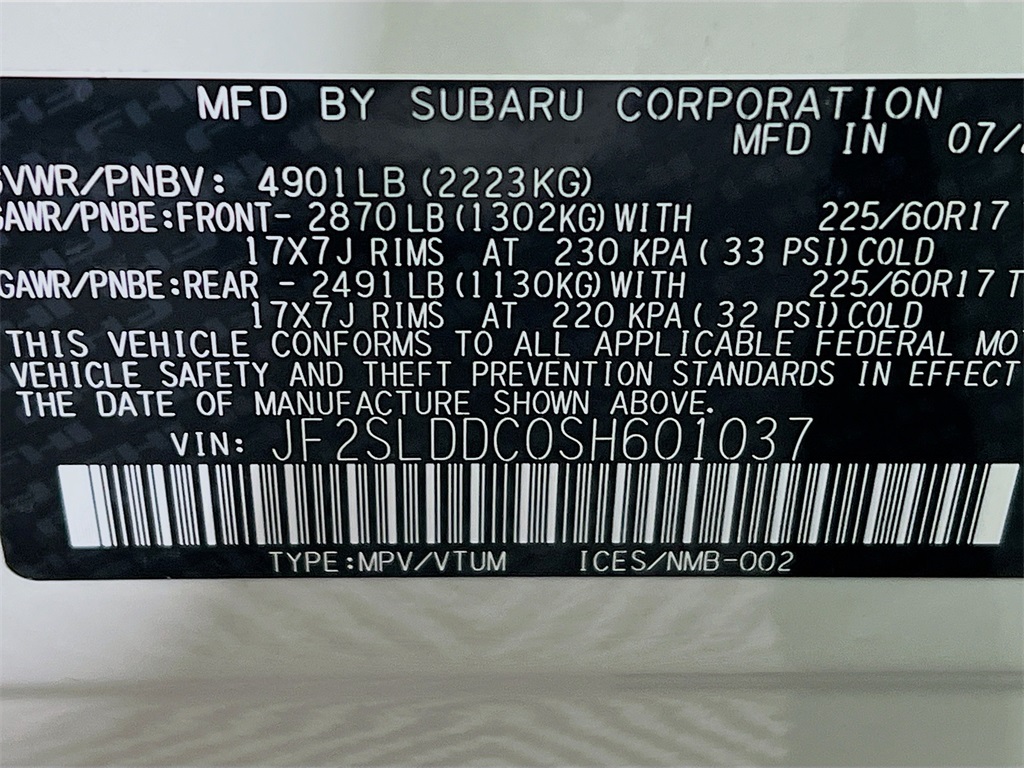 MFD BY SUBARU CORPORATION
MFD IN 07/
GVWR/PNBV: 4901LB (2223KG)
GAWR/PNBE:FRONT- 2870LB (1302KG)WITH 225/60R17
17X7J RIMS AT 230 KPA( 33 PSI)COLD
GAWR/PNBE:REAR - 2491LB (1130KG)WITH 225/60R17 T
17X7J RIMS AT 220 KPA( 32 PSI)COLD
THIS VEHICLE CONFORMS TO ALL APPLICABLE FEDERAL MO
VEHICLE SAFETY AND THEFT PREVENTION STANDARDS IN EFFECT
THE DATE OF MANUFACTURE SHOWN ABOVE.
VIN: JF2SLDDC0SH601037
TYPE:MPV/VTUM ICES/NMB-002